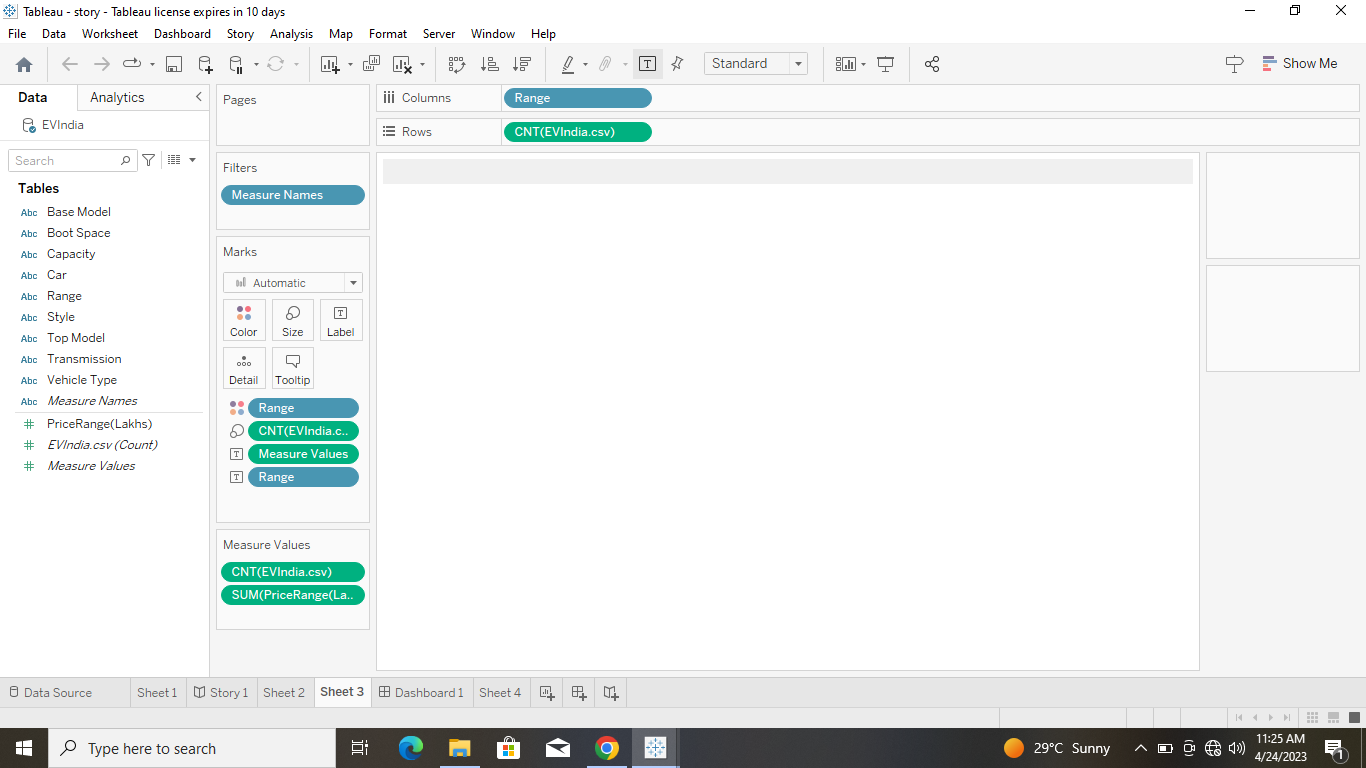 Tableau - story - Tableau license expires in 10 days
File Data Worksheet Dashboard Story Analysis Map Format Server Window Help
Standard
Show Me
Data Analytics
EVIndia
Search
Tables
Abc Base Model
Abc Boot Space
Abc Capacity
Abc Car
Abc Range
Abc Style
Abc Top Model
Abc Transmission
Abc Vehicle Type
Abc Measure Names
PriceRange(Lakhs)
EVIndia.csv (Count)
Measure Values
Pages
Filters
Measure Names
Marks
Automatic
Color Size T Label
Detail Tooltip
Range
CNT(EVIndia.c..
T Measure Values
T Range
Measure Values
CNT(EVIndia.csv)
SUM(PriceRange(La..
Columns Range
Rows CNT(EVIndia.csv)
Data Source Sheet 1 Story 1 Sheet 2 Sheet 3 Dashboard 1 Sheet 4
Type here to search
29°C Sunny
11:25 AM
4/24/2023
1